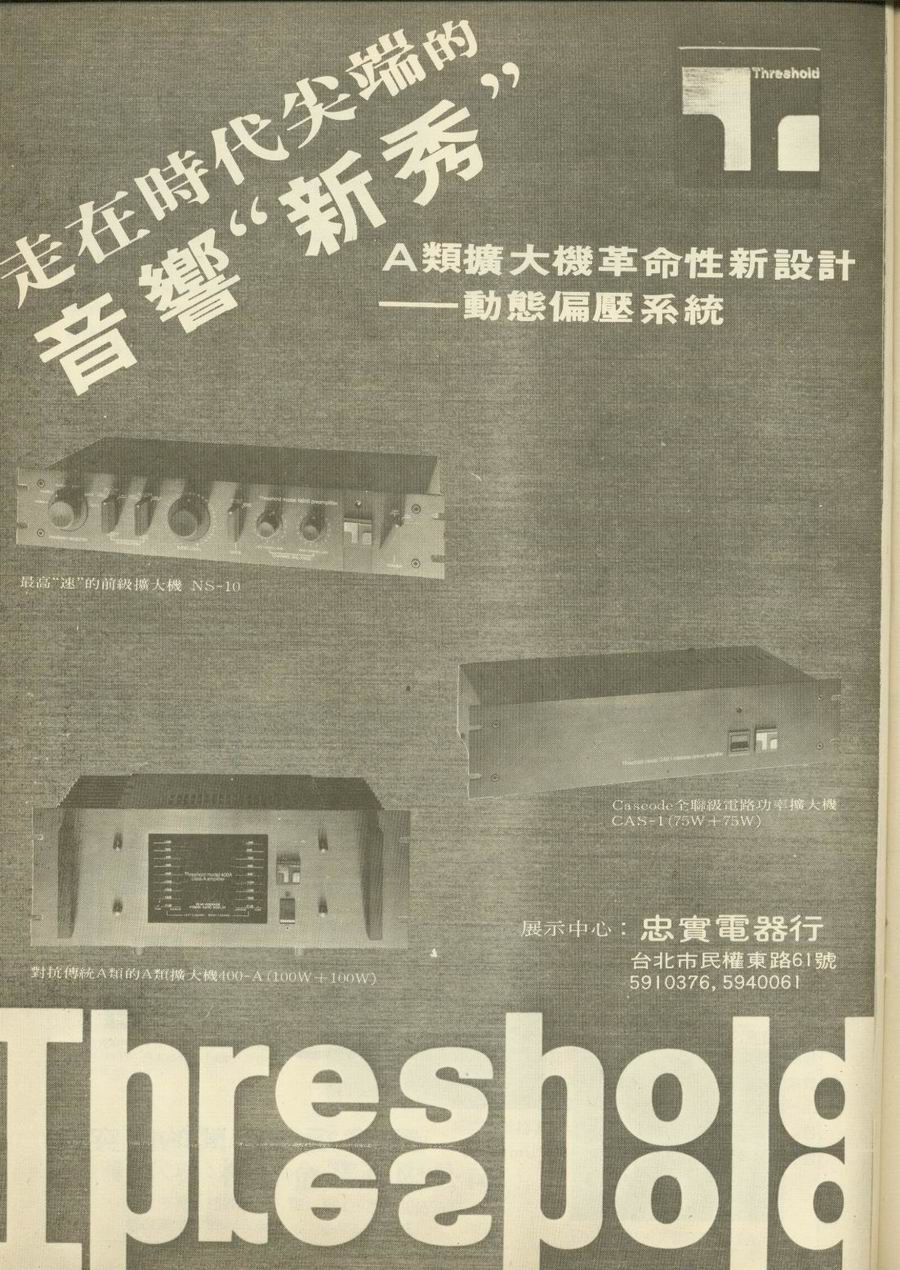 走在時代尖端的
音響“新秀”
Threshold
A類擴大機革命性新設計
——動態偏壓系統
最高“速”的前級擴大機 NS-10
Cascode全聯級電路功率擴大機
CAS-1(75W+75W)
Threshold model 400A
class A amplifier
對抗傳統A類的A類擴大機400-A(100W+100W)
展示中心：忠實電器行
台北市民權東路61號
5910376, 5940061
Threshold